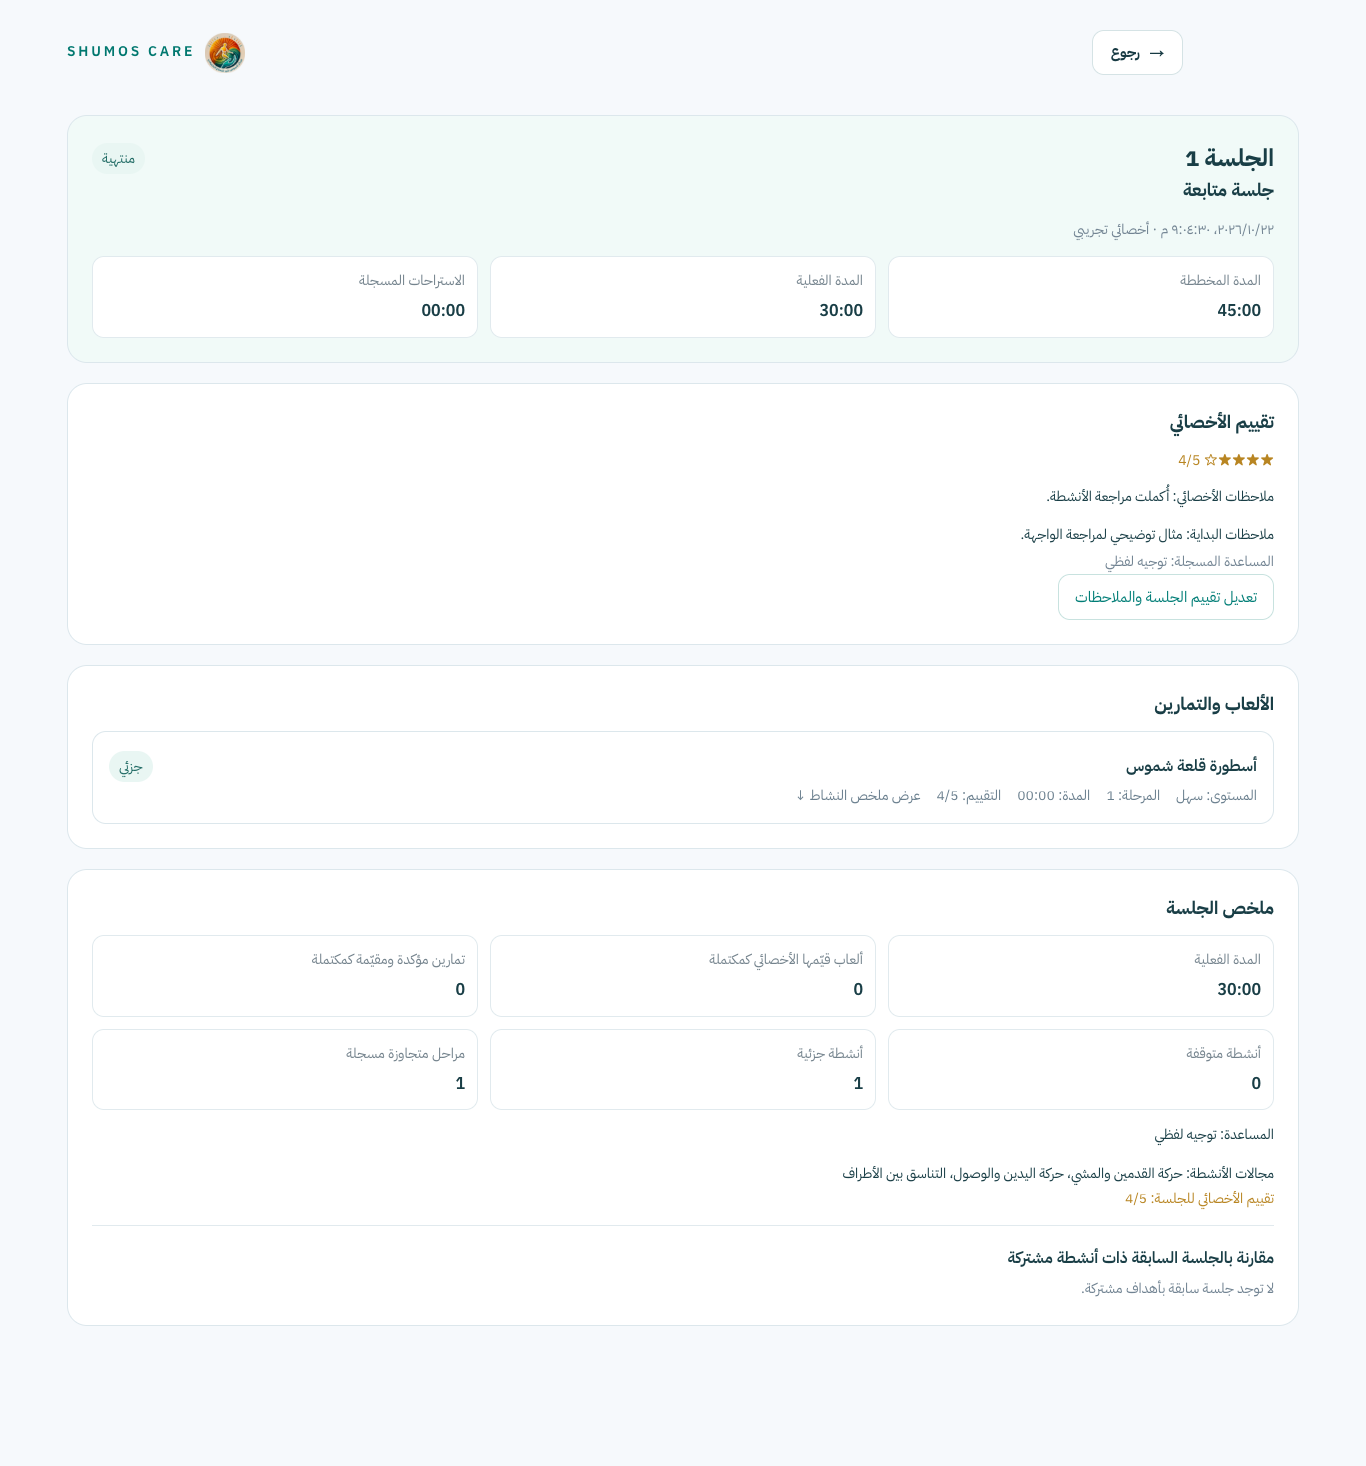 → رجوع
SHUMOS CARE
الجلسة 1
منتهية
جلسة متابعة
٢٠٢٦/١٠/٢٢، ٩:٠٤:٣٠ م · أخصائي تجريبي
المدة المخططة
45:00
المدة الفعلية
30:00
الاستراحات المسجلة
00:00
تقييم الأخصائي
★★★★☆ 4/5
ملاحظات الأخصائي: أُكملت مراجعة الأنشطة.
ملاحظات البداية: مثال توضيحي لمراجعة الواجهة.
المساعدة المسجلة: توجيه لفظي
تعديل تقييم الجلسة والملاحظات
الألعاب والتمارين
أسطورة قلعة شموس
جزئي
المستوى: سهل المرحلة: 1 المدة: 00:00 التقييم: 4/5 عرض ملخص النشاط ↓
ملخص الجلسة
المدة الفعلية
30:00
ألعاب قيّمها الأخصائي كمكتملة
0
تمارين مؤكدة ومقيّمة كمكتملة
0
أنشطة متوقفة
0
أنشطة جزئية
1
مراحل متجاوزة مسجلة
1
المساعدة: توجيه لفظي
مجالات الأنشطة: حركة القدمين والمشي، حركة اليدين والوصول، التناسق بين الأطراف
تقييم الأخصائي للجلسة: 4/5
مقارنة بالجلسة السابقة ذات أنشطة مشتركة
لا توجد جلسة سابقة بأهداف مشتركة.